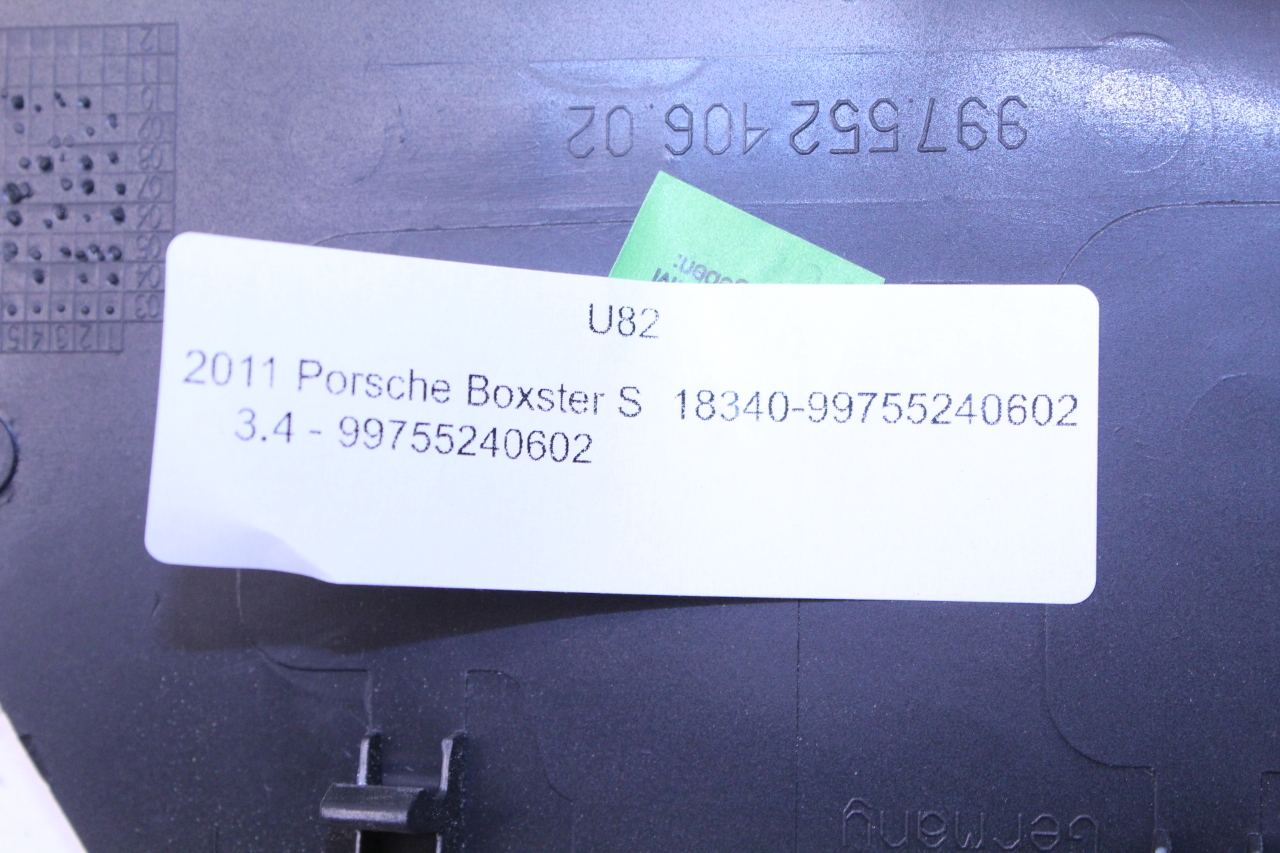 997.552 406.02
U82
2011 Porsche Boxster S 18340-99755240602
3.4 - 99755240602
Germany